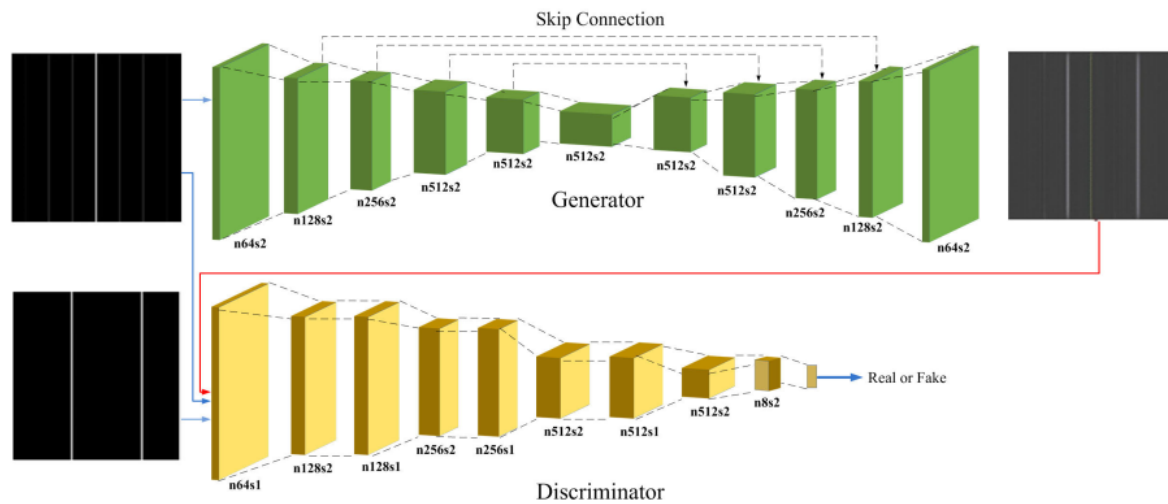 Skip Connection
n64s2
n128s2
n256s2
n512s2
n512s2
n512s2
n512s2
n512s2
n256s2
n128s2
n64s2
Generator
n64s1
n128s2
n128s1
n256s2
n256s1
n512s2
n512s1
n512s2
n8s2
Real or Fake
Discriminator